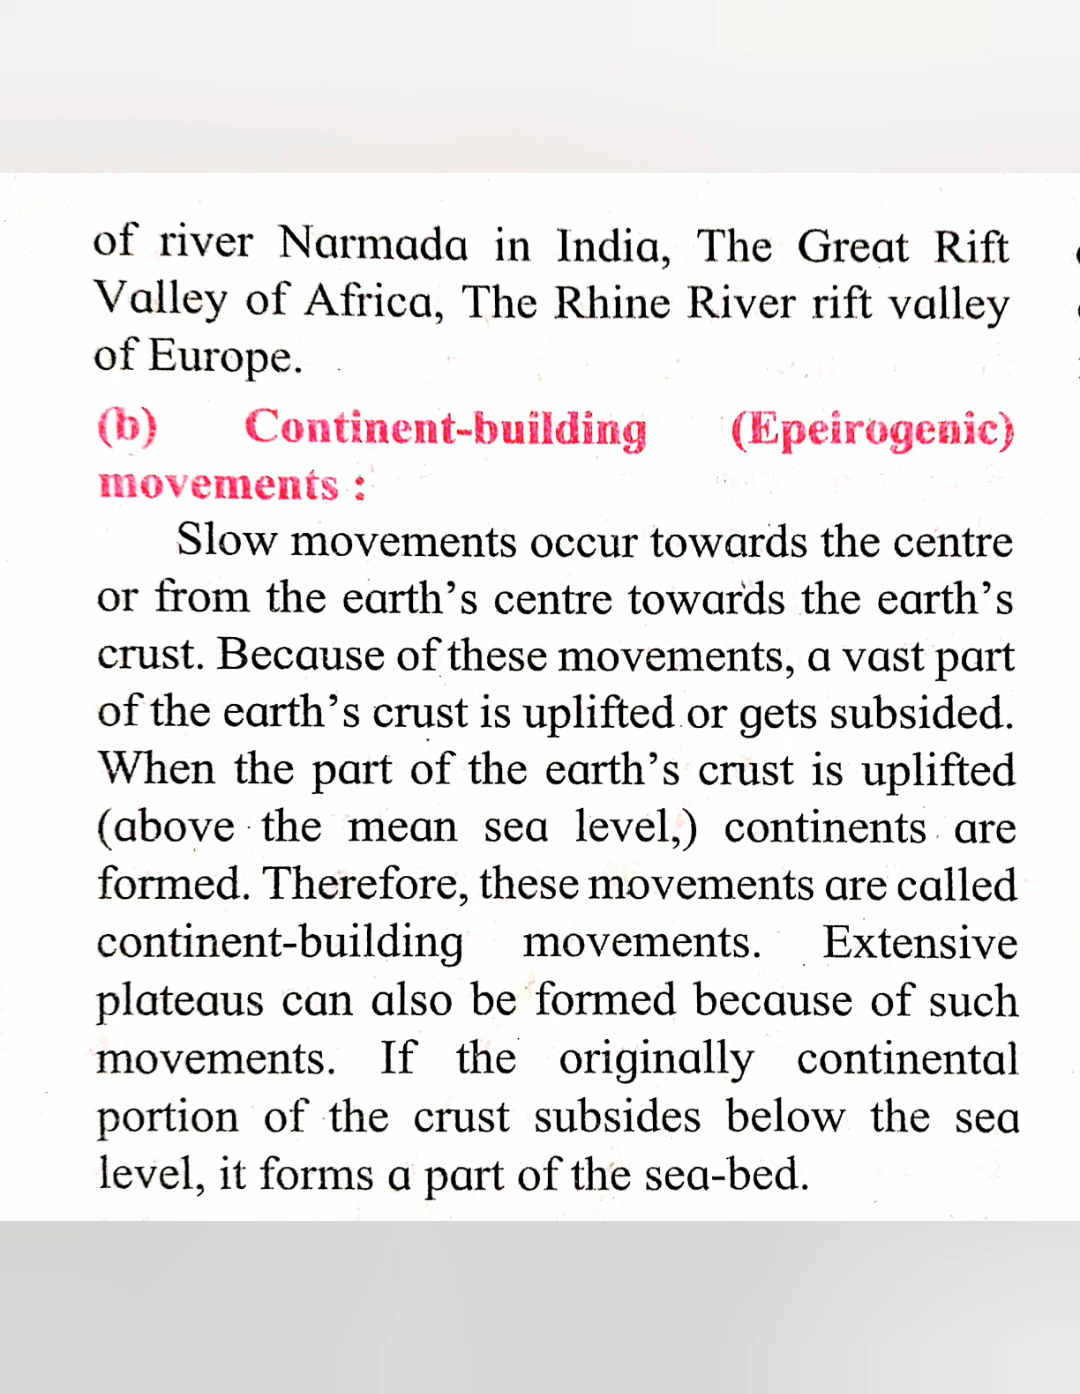 of river Narmada in India, The Great Rift
Valley of Africa, The Rhine River rift valley
of Europe.
(b) Continent-building (Epeirogenic)
movements :
Slow movements occur towards the centre
or from the earth’s centre towards the earth’s
crust. Because of these movements, a vast part
of the earth’s crust is uplifted or gets subsided.
When the part of the earth’s crust is uplifted
(above the mean sea level,) continents are
formed. Therefore, these movements are called
continent-building movements. Extensive
plateaus can also be formed because of such
movements. If the originally continental
portion of the crust subsides below the sea
level, it forms a part of the sea-bed.